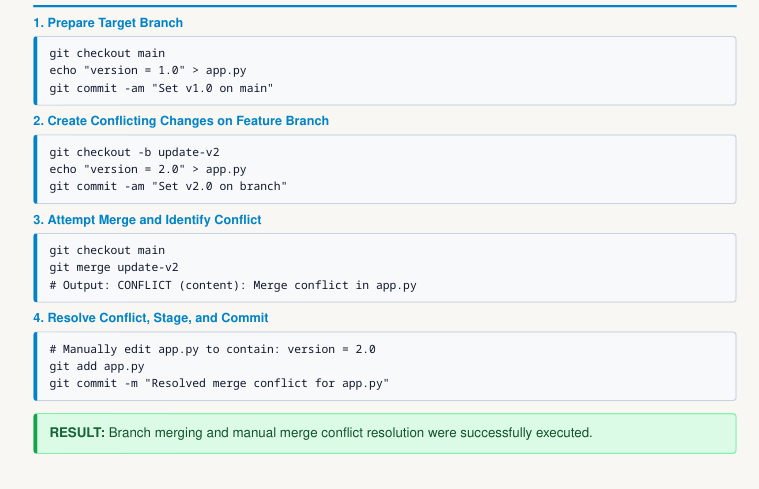 1. Prepare Target Branch
git checkout main
echo "version = 1.0" > app.py
git commit -am "Set v1.0 on main"
2. Create Conflicting Changes on Feature Branch
git checkout -b update-v2
echo "version = 2.0" > app.py
git commit -am "Set v2.0 on branch"
3. Attempt Merge and Identify Conflict
git checkout main
git merge update-v2
# Output: CONFLICT (content): Merge conflict in app.py
4. Resolve Conflict, Stage, and Commit
# Manually edit app.py to contain: version = 2.0
git add app.py
git commit -m "Resolved merge conflict for app.py"
RESULT: Branch merging and manual merge conflict resolution were successfully executed.